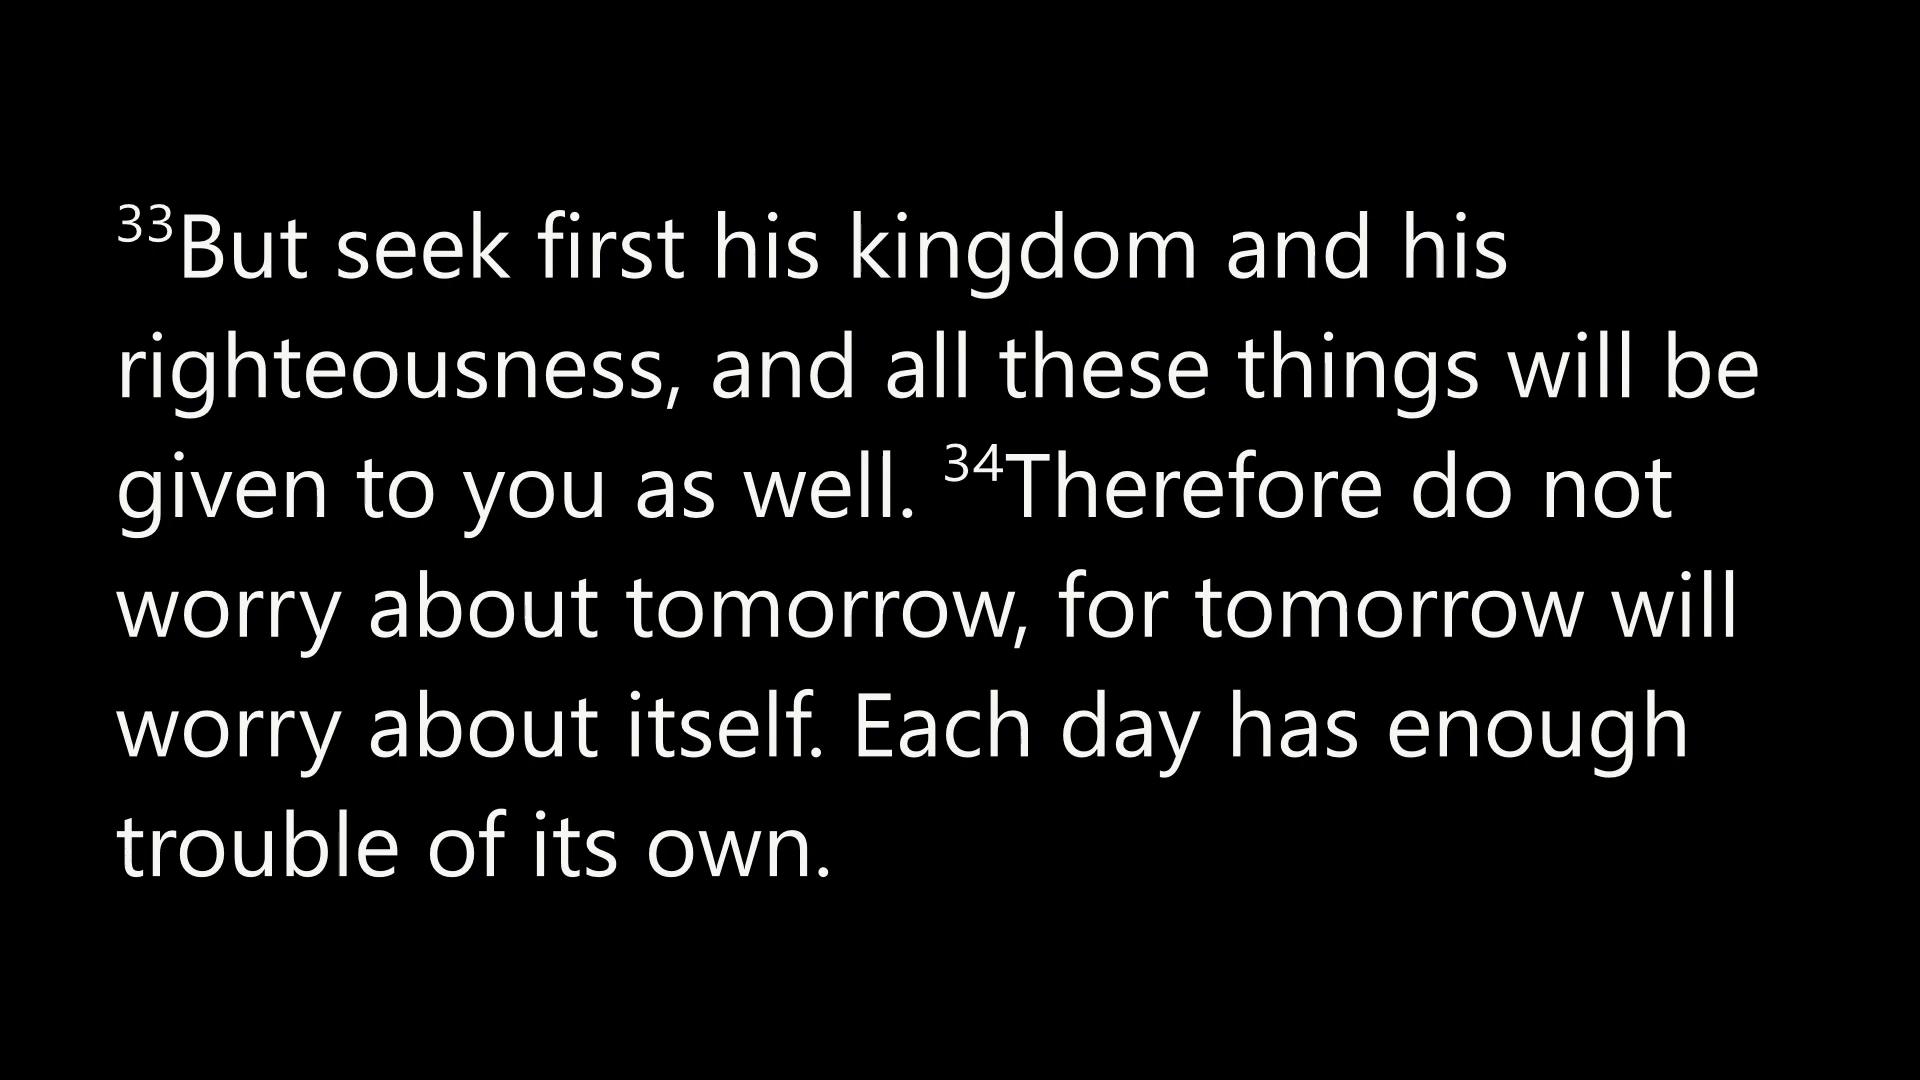 ³³But seek first his kingdom and his
righteousness, and all these things will be
given to you as well. ³⁴Therefore do not
worry about tomorrow, for tomorrow will
worry about itself. Each day has enough
trouble of its own.